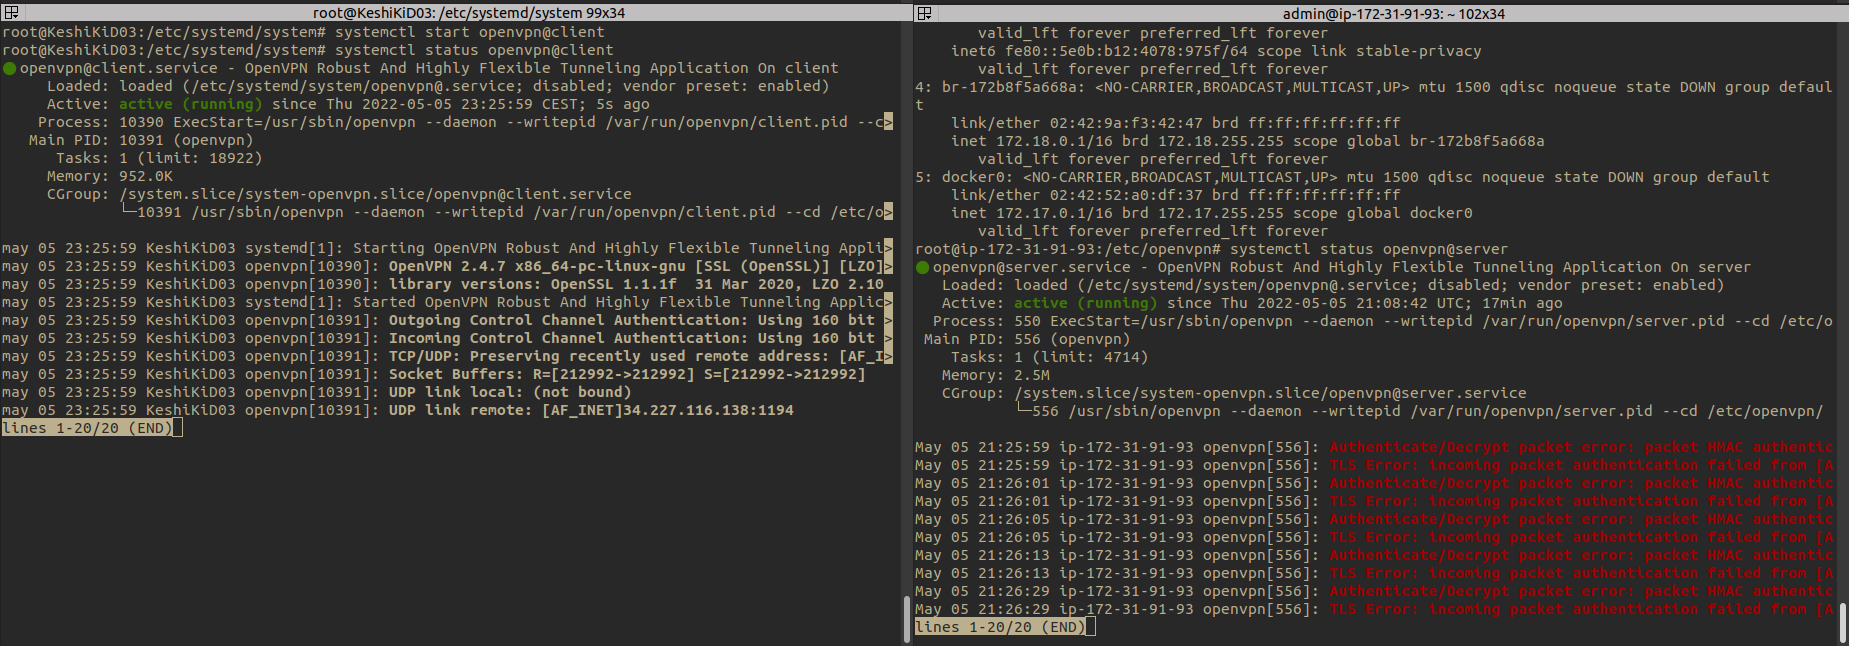 root@KeshiKiD03: /etc/systemd/system 99x34
root@KeshiKiD03:/etc/systemd/system# systemctl start openvpn@client
root@KeshiKiD03:/etc/systemd/system# systemctl status openvpn@client
openvpn@client.service - OpenVPN Robust And Highly Flexible Tunneling Application On client
Loaded: loaded (/etc/systemd/system/openvpn@.service; disabled; vendor preset: enabled)
Active: active (running) since Thu 2022-05-05 23:25:59 CEST; 5s ago
Process: 10390 ExecStart=/usr/sbin/openvpn --daemon --writepid /var/run/openvpn/client.pid --c>
Main PID: 10391 (openvpn)
Tasks: 1 (limit: 18922)
Memory: 952.0K
CGroup: /system.slice/system-openvpn.slice/openvpn@client.service
└─10391 /usr/sbin/openvpn --daemon --writepid /var/run/openvpn/client.pid --cd /etc/o>
may 05 23:25:59 KeshiKiD03 systemd[1]: Starting OpenVPN Robust And Highly Flexible Tunneling Appli>
may 05 23:25:59 KeshiKiD03 openvpn[10390]: OpenVPN 2.4.7 x86_64-pc-linux-gnu [SSL (OpenSSL)] [LZO]>
may 05 23:25:59 KeshiKiD03 openvpn[10390]: library versions: OpenSSL 1.1.1f  31 Mar 2020, LZO 2.10
may 05 23:25:59 KeshiKiD03 systemd[1]: Started OpenVPN Robust And Highly Flexible Tunneling Applic>
may 05 23:25:59 KeshiKiD03 openvpn[10391]: Outgoing Control Channel Authentication: Using 160 bit >
may 05 23:25:59 KeshiKiD03 openvpn[10391]: Incoming Control Channel Authentication: Using 160 bit >
may 05 23:25:59 KeshiKiD03 openvpn[10391]: TCP/UDP: Preserving recently used remote address: [AF_I>
may 05 23:25:59 KeshiKiD03 openvpn[10391]: Socket Buffers: R=[212992->212992] S=[212992->212992]
may 05 23:25:59 KeshiKiD03 openvpn[10391]: UDP link local: (not bound)
may 05 23:25:59 KeshiKiD03 openvpn[10391]: UDP link remote: [AF_INET]34.227.116.138:1194
lines 1-20/20 (END)
admin@ip-172-31-91-93: ~ 102x34
valid_lft forever preferred_lft forever
inet6 fe80::5e0b:b12:4078:975f/64 scope link stable-privacy
valid_lft forever preferred_lft forever
4: br-172b8f5a668a: <NO-CARRIER,BROADCAST,MULTICAST,UP> mtu 1500 qdisc noqueue state DOWN group defaul
t
link/ether 02:42:9a:f3:42:47 brd ff:ff:ff:ff:ff:ff
inet 172.18.0.1/16 brd 172.18.255.255 scope global br-172b8f5a668a
valid_lft forever preferred_lft forever
5: docker0: <NO-CARRIER,BROADCAST,MULTICAST,UP> mtu 1500 qdisc noqueue state DOWN group default
link/ether 02:42:52:a0:df:37 brd ff:ff:ff:ff:ff:ff
inet 172.17.0.1/16 brd 172.17.255.255 scope global docker0
valid_lft forever preferred_lft forever
root@ip-172-31-91-93:/etc/openvpn# systemctl status openvpn@server
openvpn@server.service - OpenVPN Robust And Highly Flexible Tunneling Application On server
Loaded: loaded (/etc/systemd/system/openvpn@.service; disabled; vendor preset: enabled)
Active: active (running) since Thu 2022-05-05 21:08:42 UTC; 17min ago
Process: 550 ExecStart=/usr/sbin/openvpn --daemon --writepid /var/run/openvpn/server.pid --cd /etc/o
Main PID: 556 (openvpn)
Tasks: 1 (limit: 4714)
Memory: 2.5M
CGroup: /system.slice/system-openvpn.slice/openvpn@server.service
└─556 /usr/sbin/openvpn --daemon --writepid /var/run/openvpn/server.pid --cd /etc/openvpn/
May 05 21:25:59 ip-172-31-91-93 openvpn[556]: Authenticate/Decrypt packet error: packet HMAC authentic
May 05 21:25:59 ip-172-31-91-93 openvpn[556]: TLS Error: incoming packet authentication failed from [A
May 05 21:26:01 ip-172-31-91-93 openvpn[556]: Authenticate/Decrypt packet error: packet HMAC authentic
May 05 21:26:01 ip-172-31-91-93 openvpn[556]: TLS Error: incoming packet authentication failed from [A
May 05 21:26:05 ip-172-31-91-93 openvpn[556]: Authenticate/Decrypt packet error: packet HMAC authentic
May 05 21:26:05 ip-172-31-91-93 openvpn[556]: TLS Error: incoming packet authentication failed from [A
May 05 21:26:13 ip-172-31-91-93 openvpn[556]: Authenticate/Decrypt packet error: packet HMAC authentic
May 05 21:26:13 ip-172-31-91-93 openvpn[556]: TLS Error: incoming packet authentication failed from [A
May 05 21:26:29 ip-172-31-91-93 openvpn[556]: Authenticate/Decrypt packet error: packet HMAC authentic
May 05 21:26:29 ip-172-31-91-93 openvpn[556]: TLS Error: incoming packet authentication failed from [A
lines 1-20/20 (END)